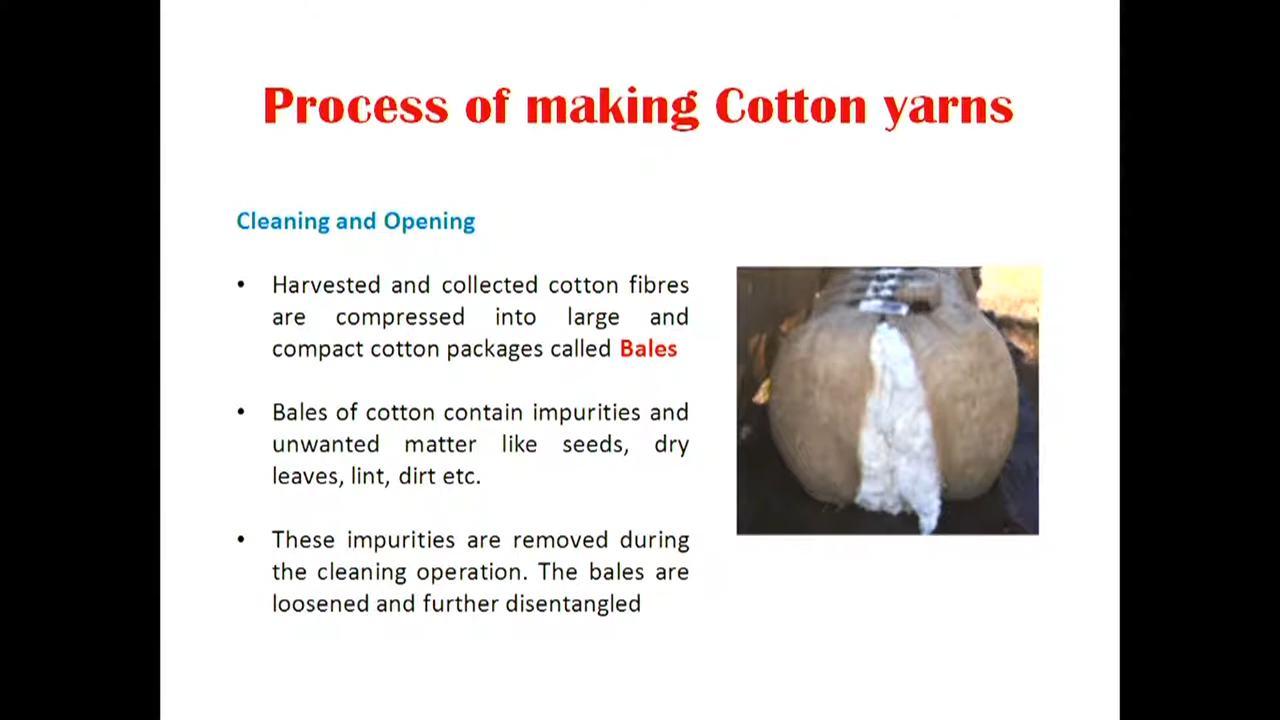 Process of making Cotton yarns
Cleaning and Opening
• Harvested and collected cotton fibres
are compressed into large and
compact cotton packages called Bales
• Bales of cotton contain impurities and
unwanted matter like seeds, dry
leaves, lint, dirt etc.
• These impurities are removed during
the cleaning operation. The bales are
loosened and further disentangled